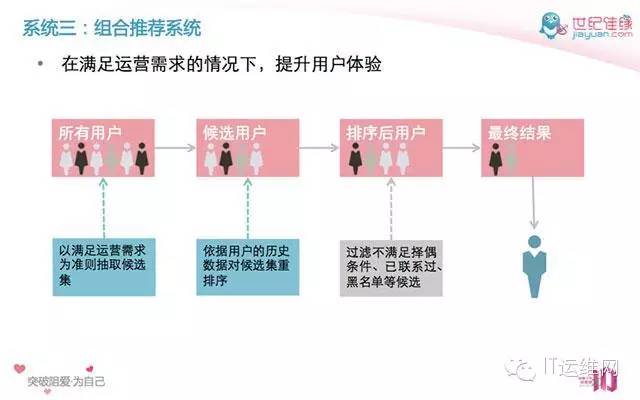 系统三：组合推荐系统
世纪佳缘
jiayuan.com
• 在满足运营需求的情况下，提升用户体验
所有用户
候选用户
排序后用户
最终结果
以满足运营需求
为准则抽取候选
集
依据用户的历史
数据对候选集重
排序
过滤不满足择偶
条件、已联系过、
黑名单等候选
突破阻爱·为自己
IT运维网
10